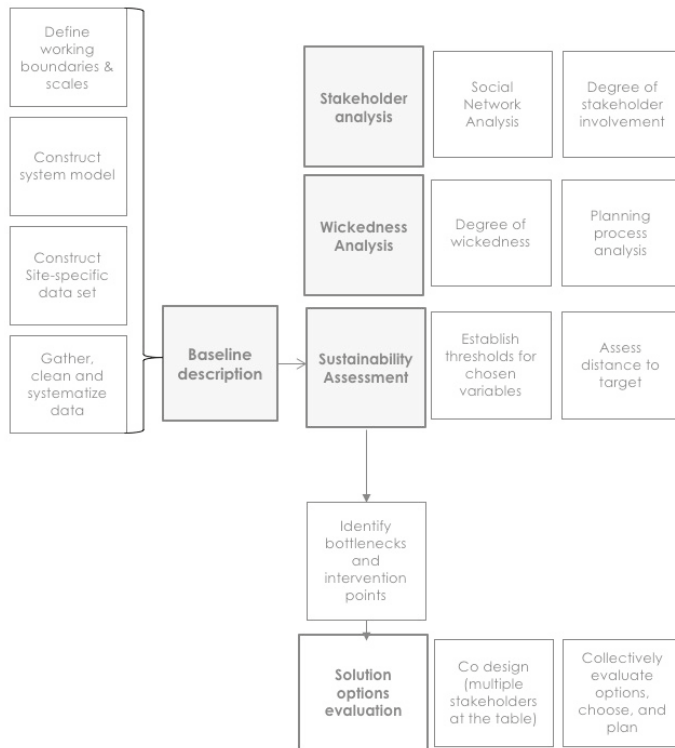 Define
working
boundaries &
scales
Construct
system model
Construct
Site-specific
data set
Gather,
clean and
systematize
data
Baseline
description
Stakeholder
analysis
Social
Network
Analysis
Degree of
stakeholder
involvement
Wickedness
Analysis
Degree of
wickedness
Planning
process
analysis
Sustainability
Assessment
Establish
thresholds for
chosen
variables
Assess
distance to
target
Identify
bottlenecks
and
intervention
points
Solution
options
evaluation
Co design
(multiple
stakeholders
at the table)
Collectively
evaluate
options,
choose, and
plan